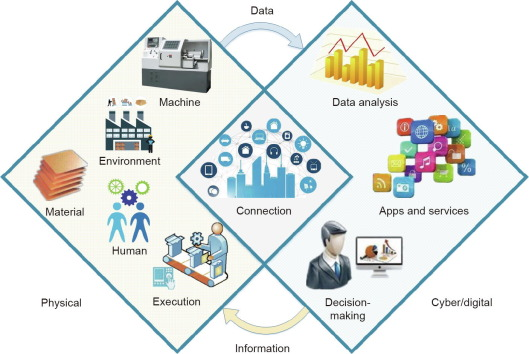 Data
Machine
Data analysis
Environment
Material
Human
Connection
Apps and services
Execution
Decision-
making
Physical
Cyber/digital
Information